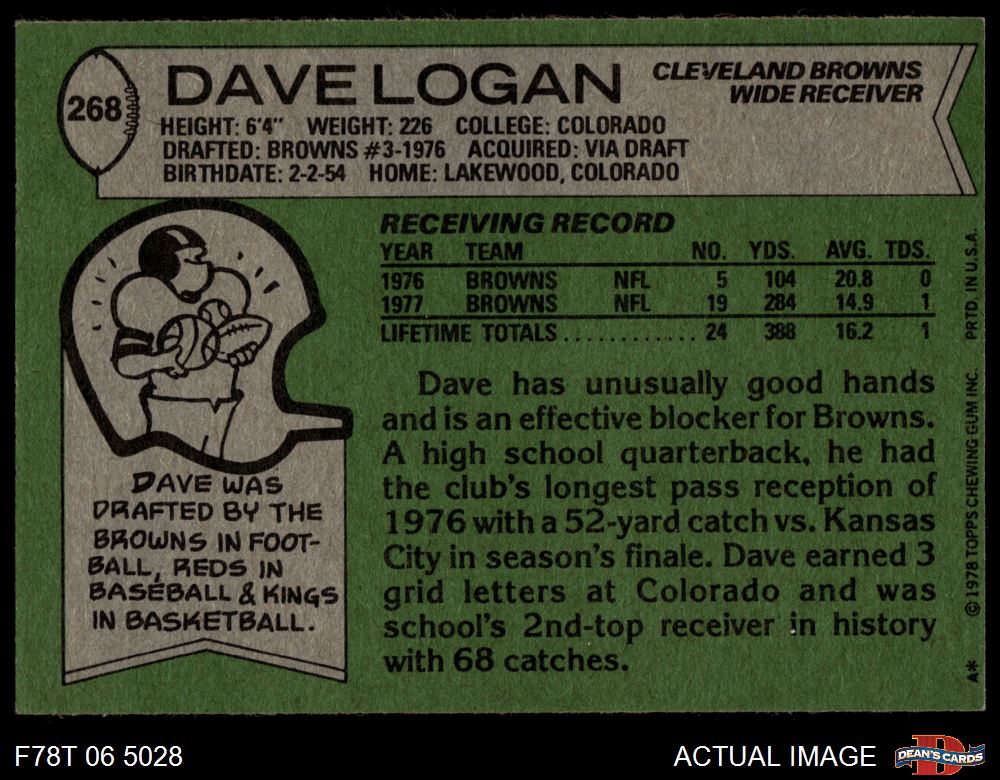 268
DAVE LOGAN
CLEVELAND BROWNS
WIDE RECEIVER
HEIGHT: 6'4" WEIGHT: 226 COLLEGE: COLORADO
DRAFTED: BROWNS #3-1976 ACQUIRED: VIA DRAFT
BIRTHDATE: 2-2-54 HOME: LAKEWOOD, COLORADO
RECEIVING RECORD
YEAR TEAM NO. YDS. AVG. TDS.
1976 BROWNS NFL 5 104 20.8 0
1977 BROWNS NFL 19 284 14.9 1
LIFETIME TOTALS ............ 24 388 16.2 1
Dave has unusually good hands
and is an effective blocker for Browns.
A high school quarterback, he had
the club's longest pass reception of
1976 with a 52-yard catch vs. Kansas
City in season's finale. Dave earned 3
grid letters at Colorado and was
school's 2nd-top receiver in history
with 68 catches.
DAVE WAS
DRAFTED BY THE
BROWNS IN FOOT-
BALL, REDS IN
BASEBALL & KINGS
IN BASKETBALL.
A* © 1978 TOPPS CHEWING GUM INC. PRTD. IN U.S.A.
F78T 06 5028
ACTUAL IMAGE
D
DEAN'S CARDS